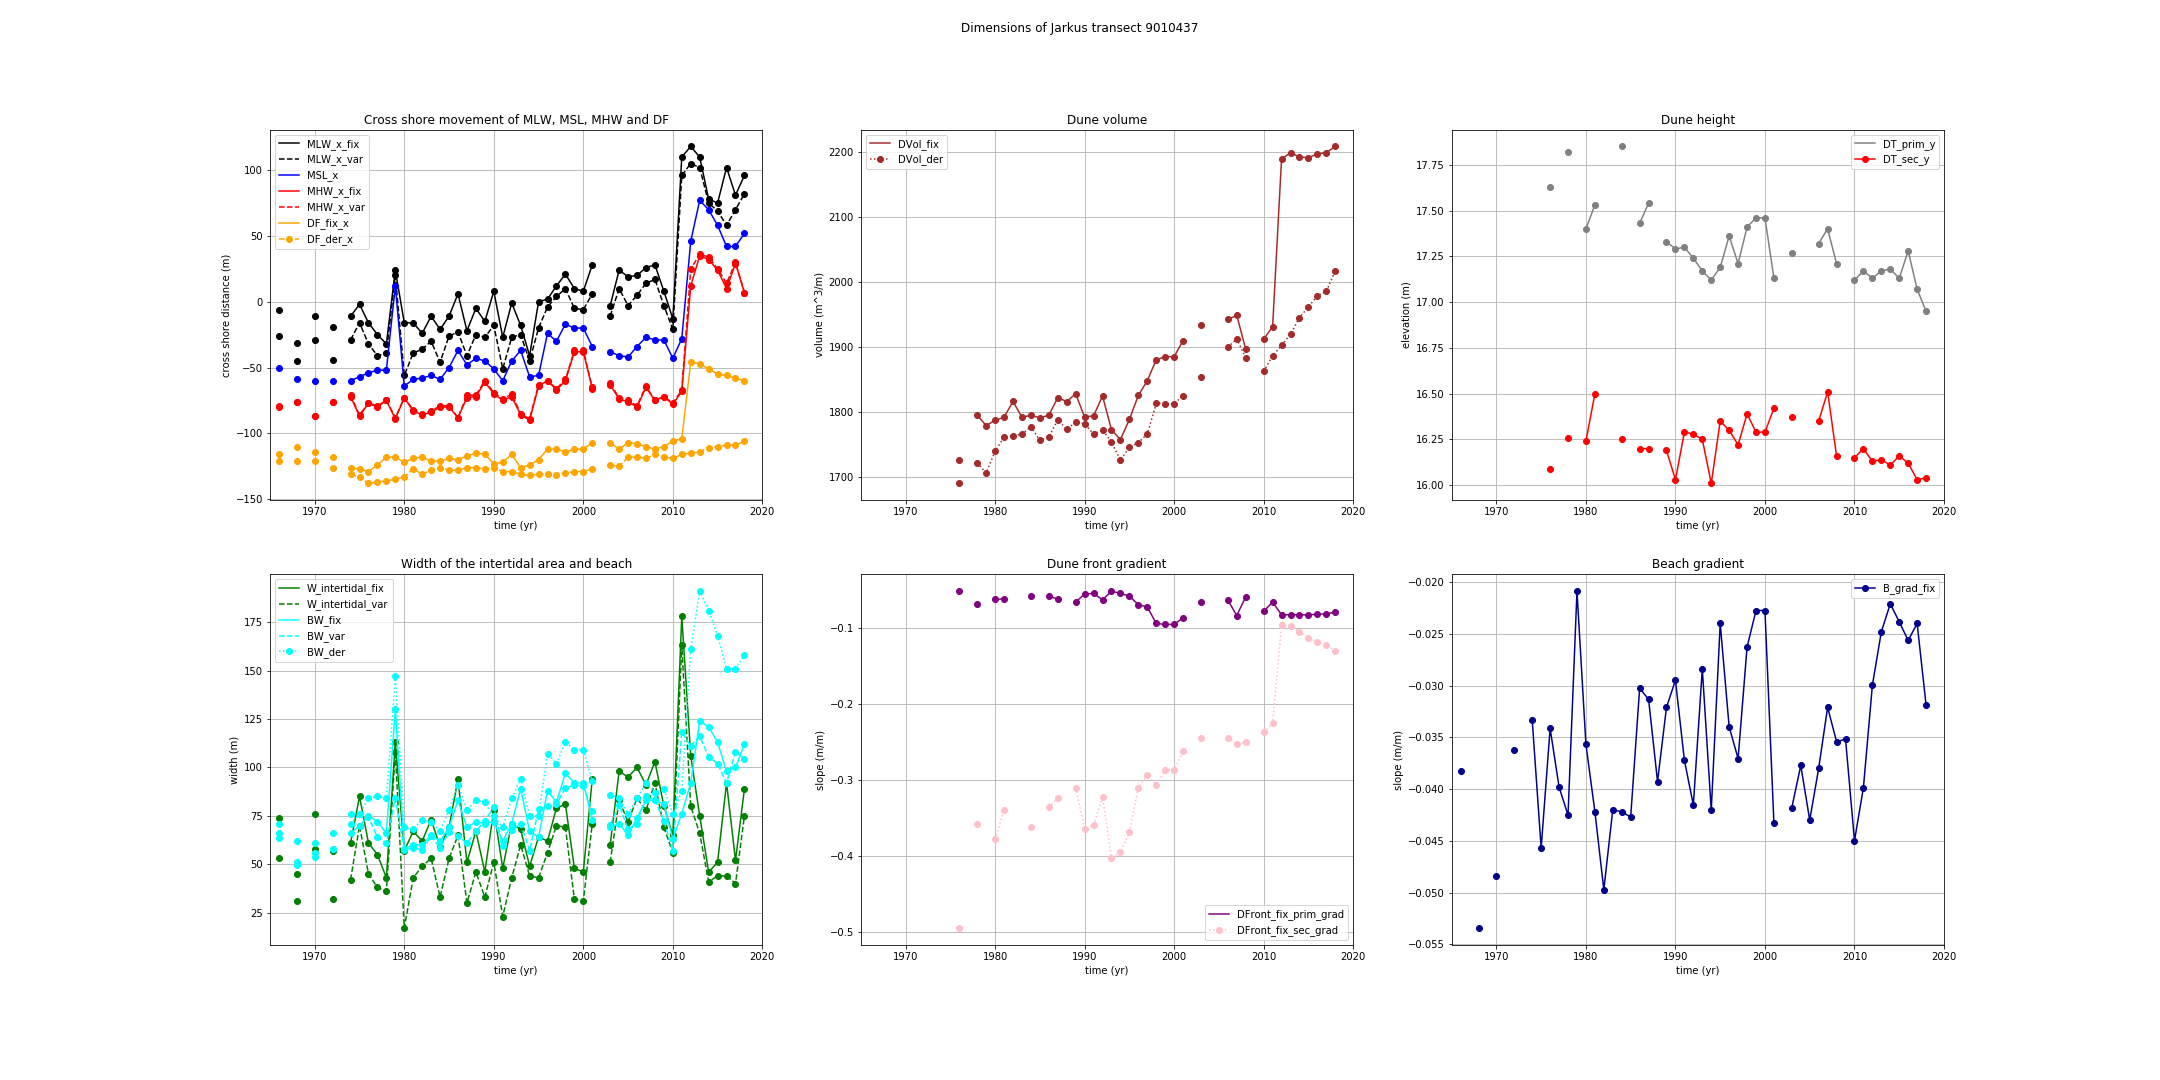 Dimensions of Jarkus transect 9010437
Cross shore movement of MLW, MSL, MHW and DF
cross shore distance (m)
100
50
0
−50
−100
−150
MLW_x_fix
MLW_x_var
MSL_x
MHW_x_fix
MHW_x_var
DF_fix_x
DF_der_x
1970 1980 1990 2000 2010 2020
time (yr)
Dune volume
volume (m^3/m)
2200
2100
2000
1900
1800
1700
DVol_fix
DVol_der
1970 1980 1990 2000 2010 2020
time (yr)
Dune height
elevation (m)
17.75
17.50
17.25
17.00
16.75
16.50
16.25
16.00
DT_prim_y
DT_sec_y
1970 1980 1990 2000 2010 2020
time (yr)
Width of the intertidal area and beach
width (m)
175
150
125
100
75
50
25
W_intertidal_fix
W_intertidal_var
BW_fix
BW_var
BW_der
1970 1980 1990 2000 2010 2020
time (yr)
Dune front gradient
slope (m/m)
−0.1
−0.2
−0.3
−0.4
−0.5
DFront_fix_prim_grad
DFront_fix_sec_grad
1970 1980 1990 2000 2010 2020
time (yr)
Beach gradient
slope (m/m)
−0.020
−0.025
−0.030
−0.035
−0.040
−0.045
−0.050
−0.055
B_grad_fix
1970 1980 1990 2000 2010 2020
time (yr)